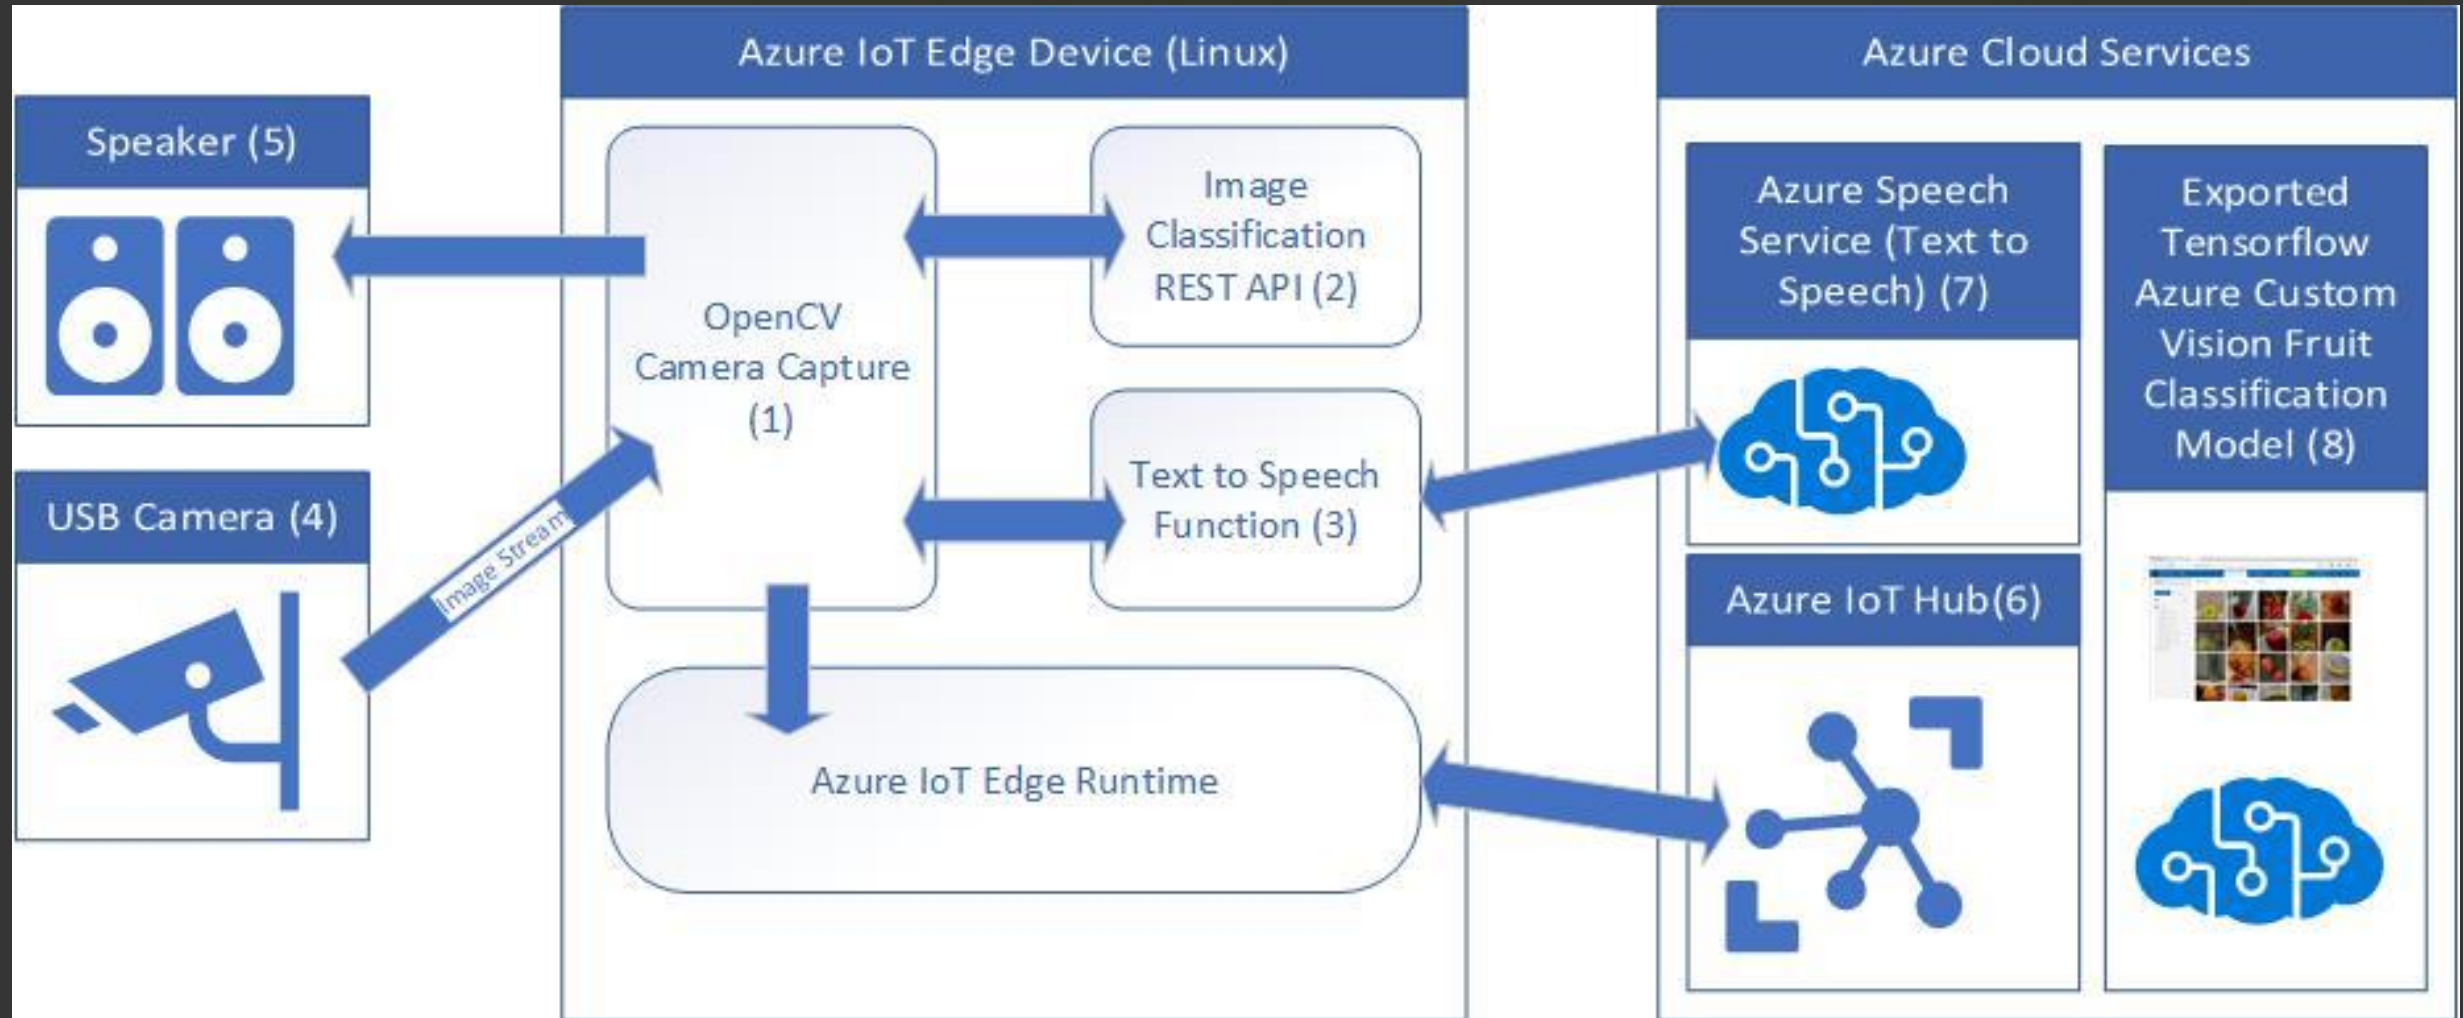 Speaker (5)
USB Camera (4)
Image Stream
Azure IoT Edge Device (Linux)
OpenCV
Camera Capture
(1)
Image
Classification
REST API (2)
Text to Speech
Function (3)
Azure IoT Edge Runtime
Azure Cloud Services
Azure Speech
Service (Text to
Speech) (7)
Azure IoT Hub(6)
Exported
Tensorflow
Azure Custom
Vision Fruit
Classification
Model (8)